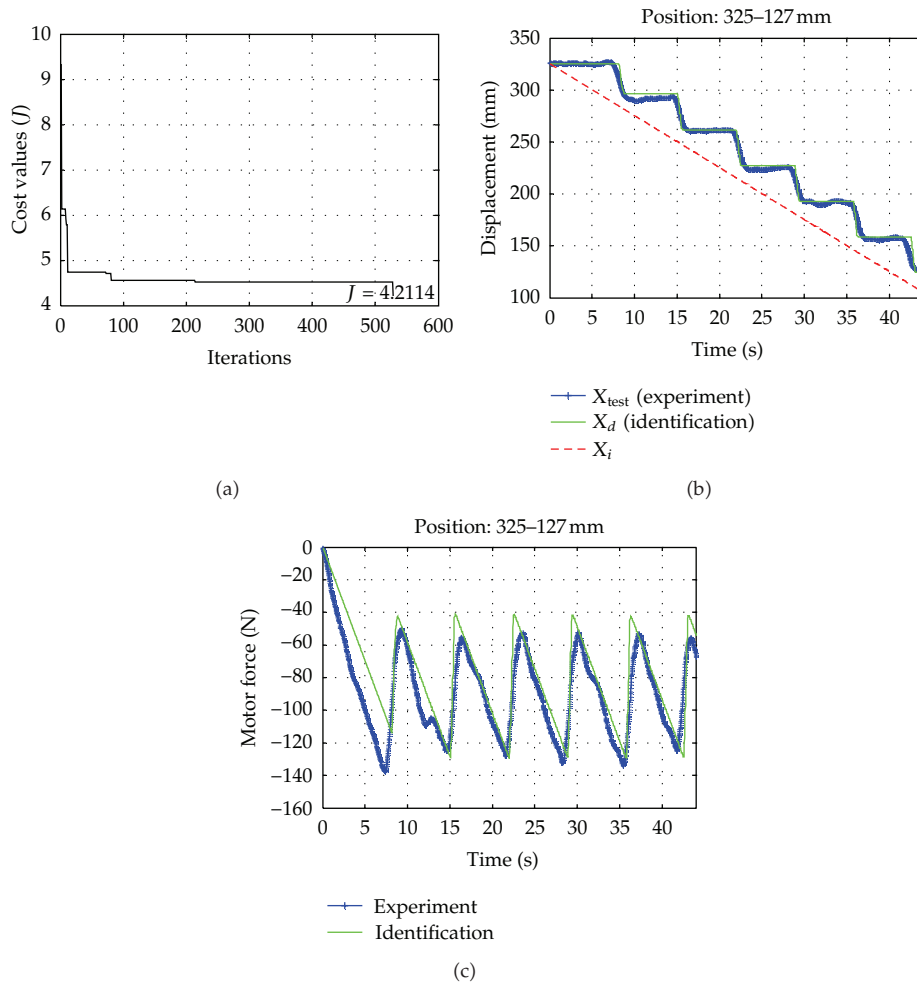 10
9
8
7
6
5
4
Cost values (J)
J = 4.2114
0 100 200 300 400 500 600
Iterations
(a)
Position: 325–127 mm
350
300
250
200
150
100
Displacement (mm)
0 5 10 15 20 25 30 35 40
Time (s)
X_test (experiment)
X_d (identification)
X_i
(b)
Position: 325–127 mm
0
−20
−40
−60
−80
−100
−120
−140
−160
Motor force (N)
0 5 10 15 20 25 30 35 40
Time (s)
Experiment
Identification
(c)